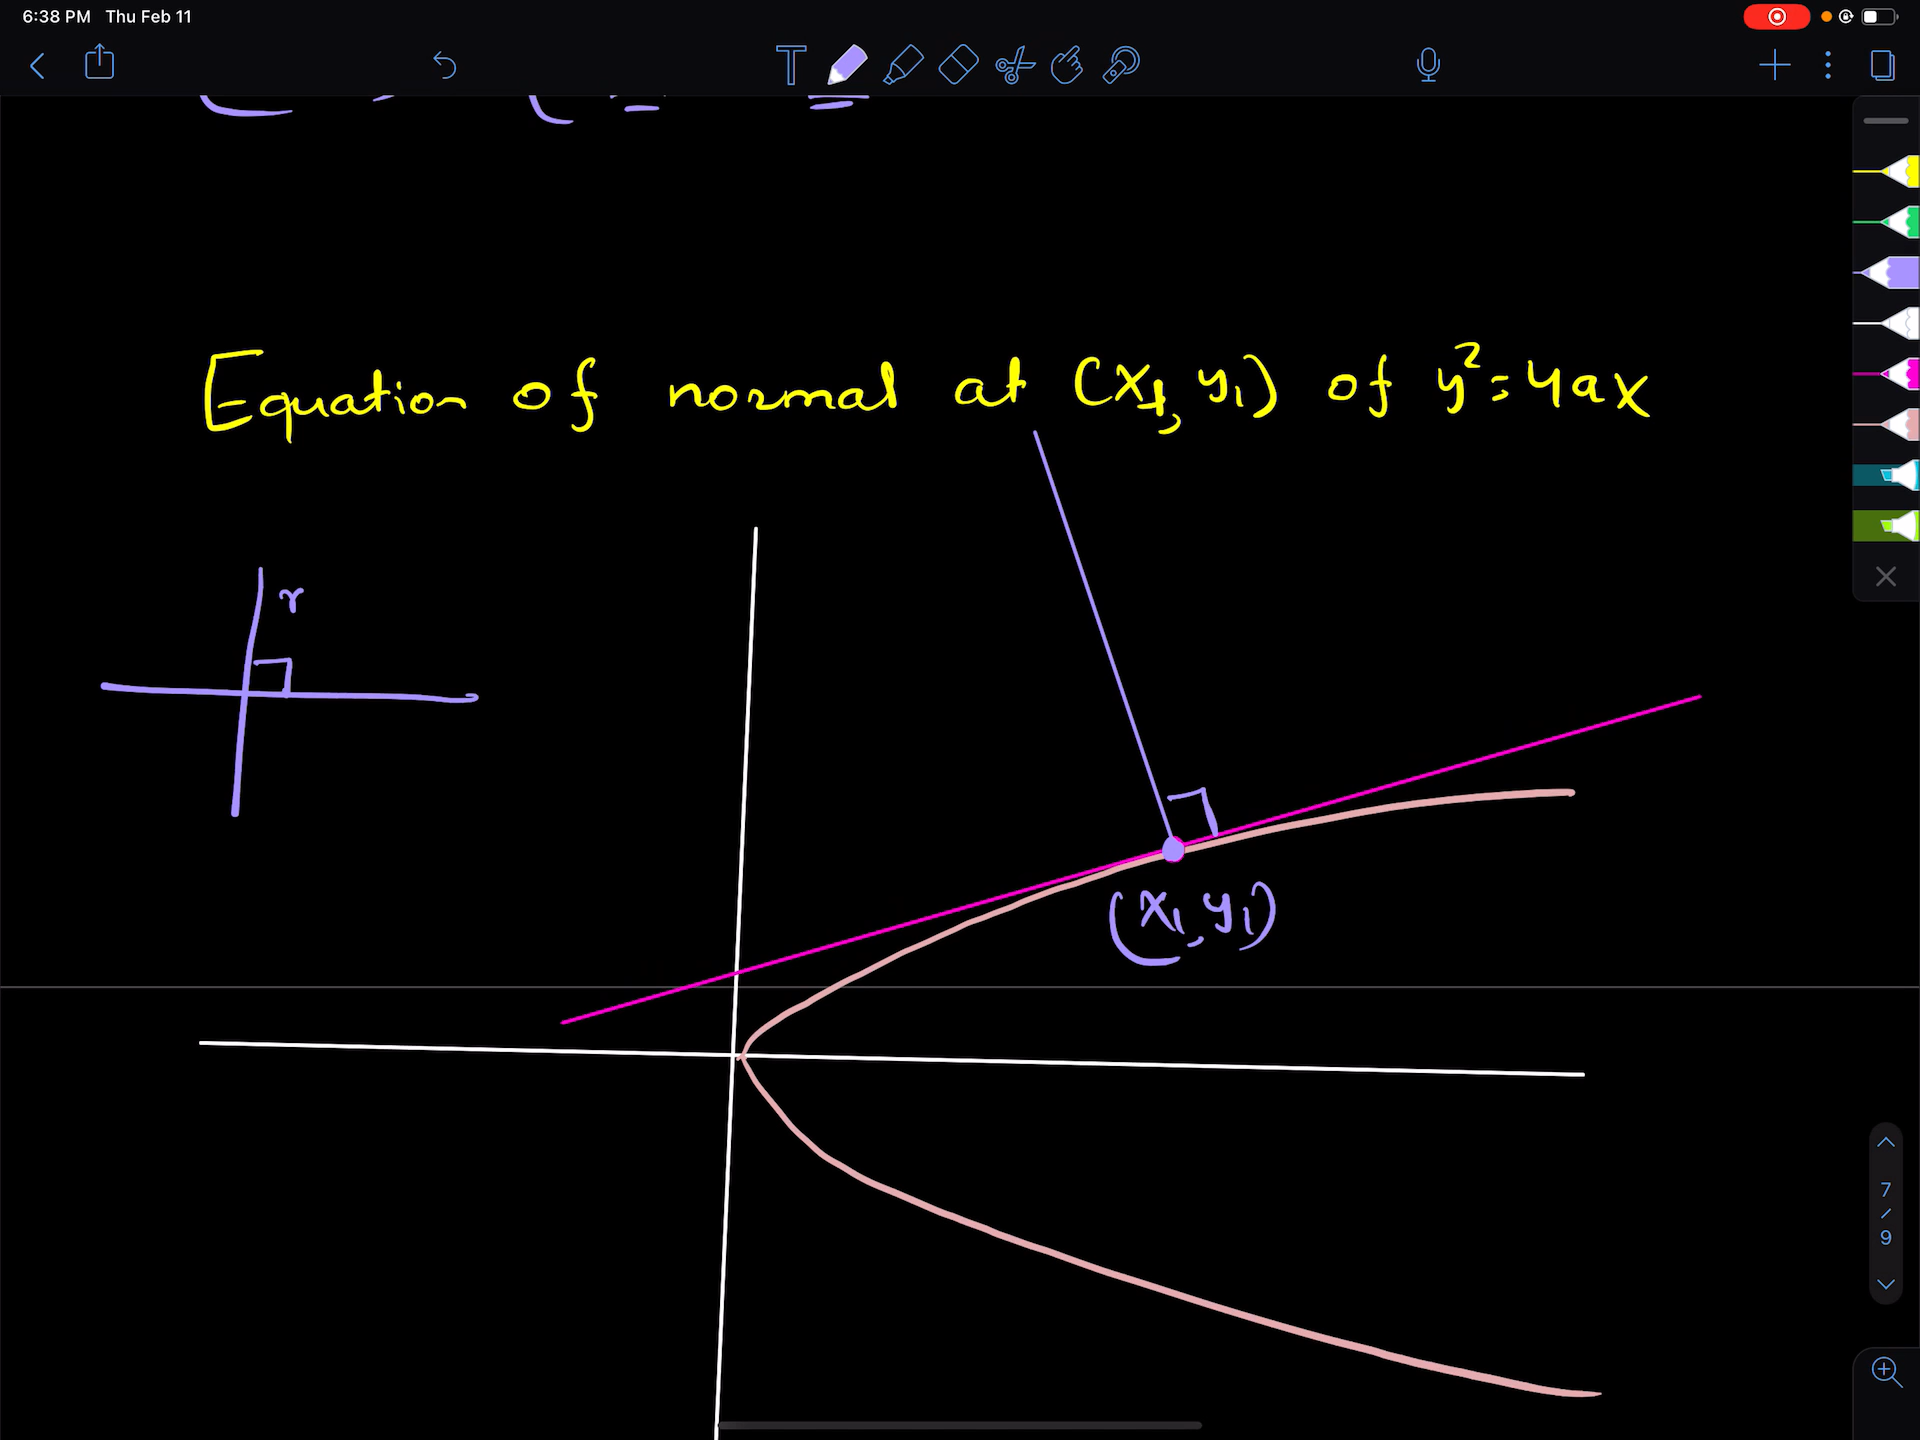 6:38 PM Thu Feb 11
T
Equation of normal at (x₁, y₁) of y² = 4ax
r
(x₁, y₁)
7
/
9